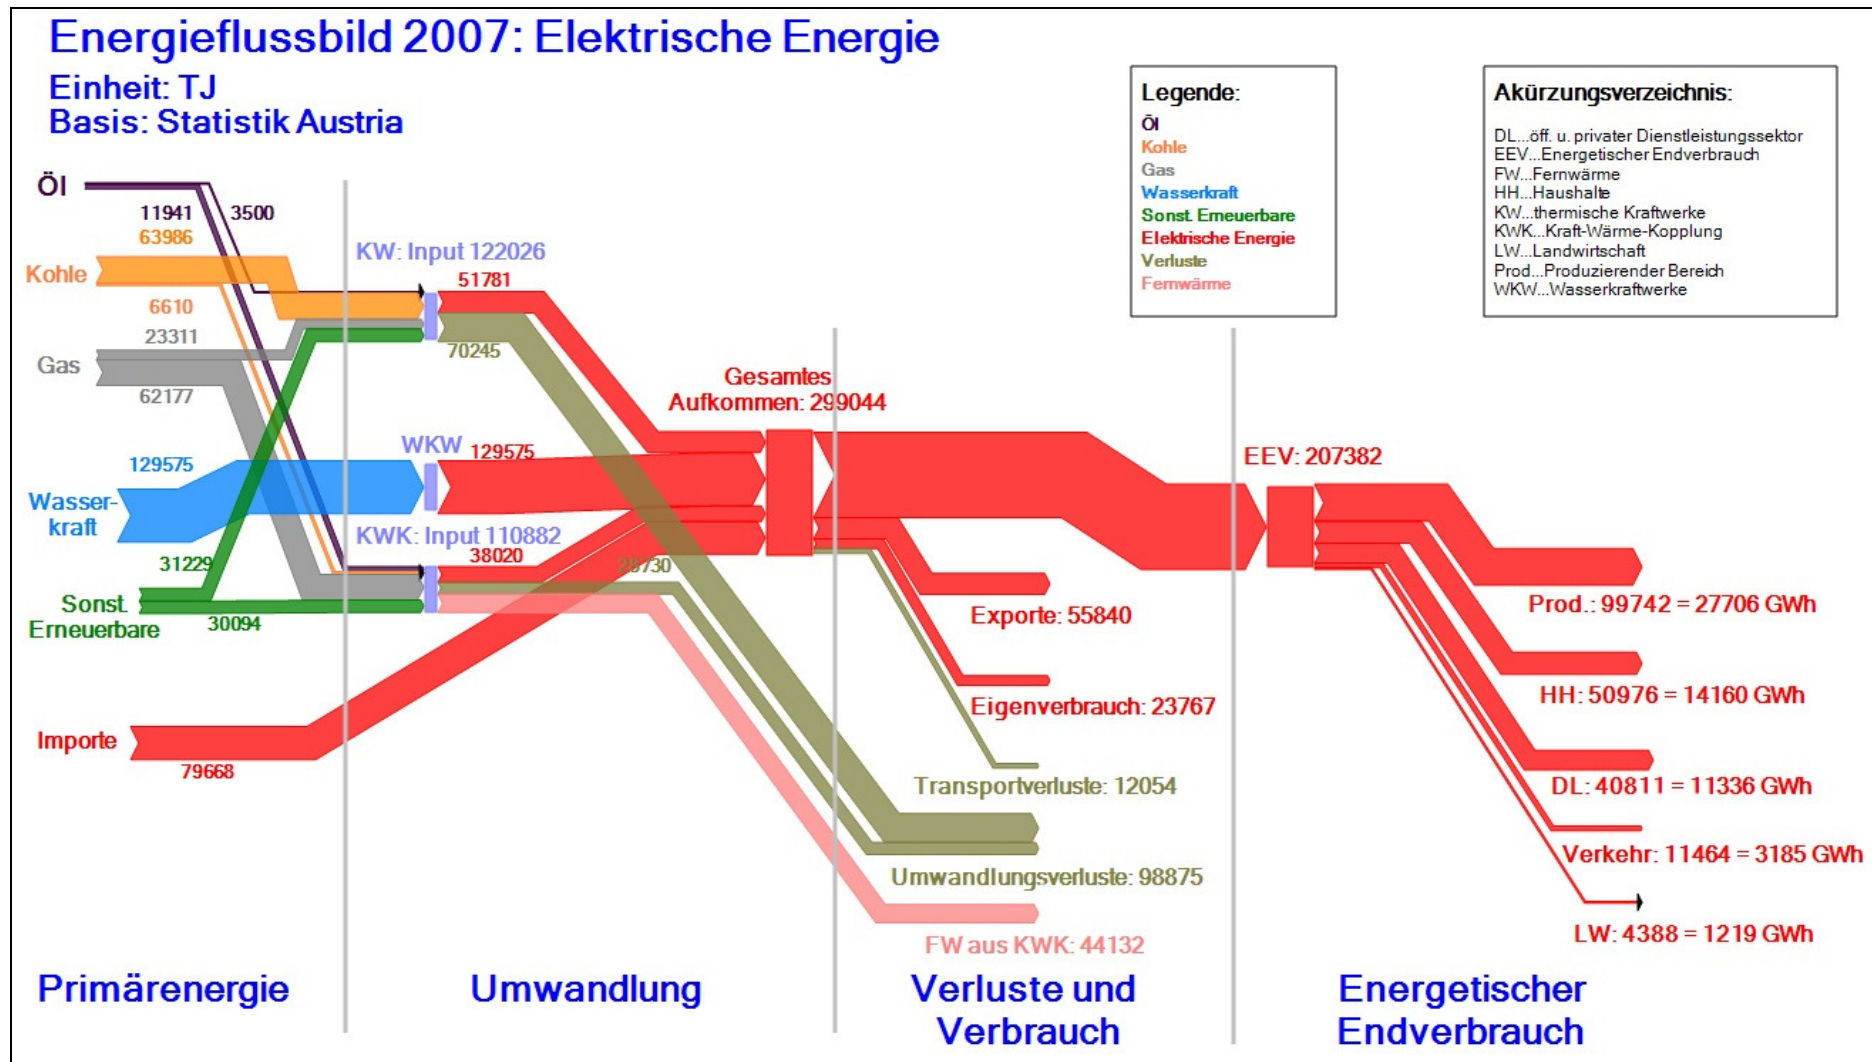 Energieflussbild 2007: Elektrische Energie
Einheit: TJ
Basis: Statistik Austria
Legende:
Öl
Kohle
Gas
Wasserkraft
Sonst. Erneuerbare
Elektrische Energie
Verluste
Fernwärme
Akürzungsverzeichnis:
DL...öff. u. privater Dienstleistungssektor
EEV...Energetischer Endverbrauch
FW...Fernwärme
HH...Haushalte
KW...thermische Kraftwerke
KWK...Kraft-Wärme-Kopplung
LW...Landwirtschaft
Prod...Produzierender Bereich
WKW...Wasserkraftwerke
Öl
11941
3500
63986
Kohle
6610
23311
Gas
62177
129575
Wasser-
kraft
31229
Sonst.
Erneuerbare
30094
Importe
79668
KW: Input 122026
51781
70245
WKW
129575
KWK: Input 110882
38020
28730
Gesamtes
Aufkommen: 299044
Exporte: 55840
Eigenverbrauch: 23767
Transportverluste: 12054
Umwandlungsverluste: 98875
FW aus KWK: 44132
EEV: 207382
Prod.: 99742 = 27706 GWh
HH: 50976 = 14160 GWh
DL: 40811 = 11336 GWh
Verkehr: 11464 = 3185 GWh
LW: 4388 = 1219 GWh
Primärenergie
Umwandlung
Verluste und
Verbrauch
Energetischer
Endverbrauch